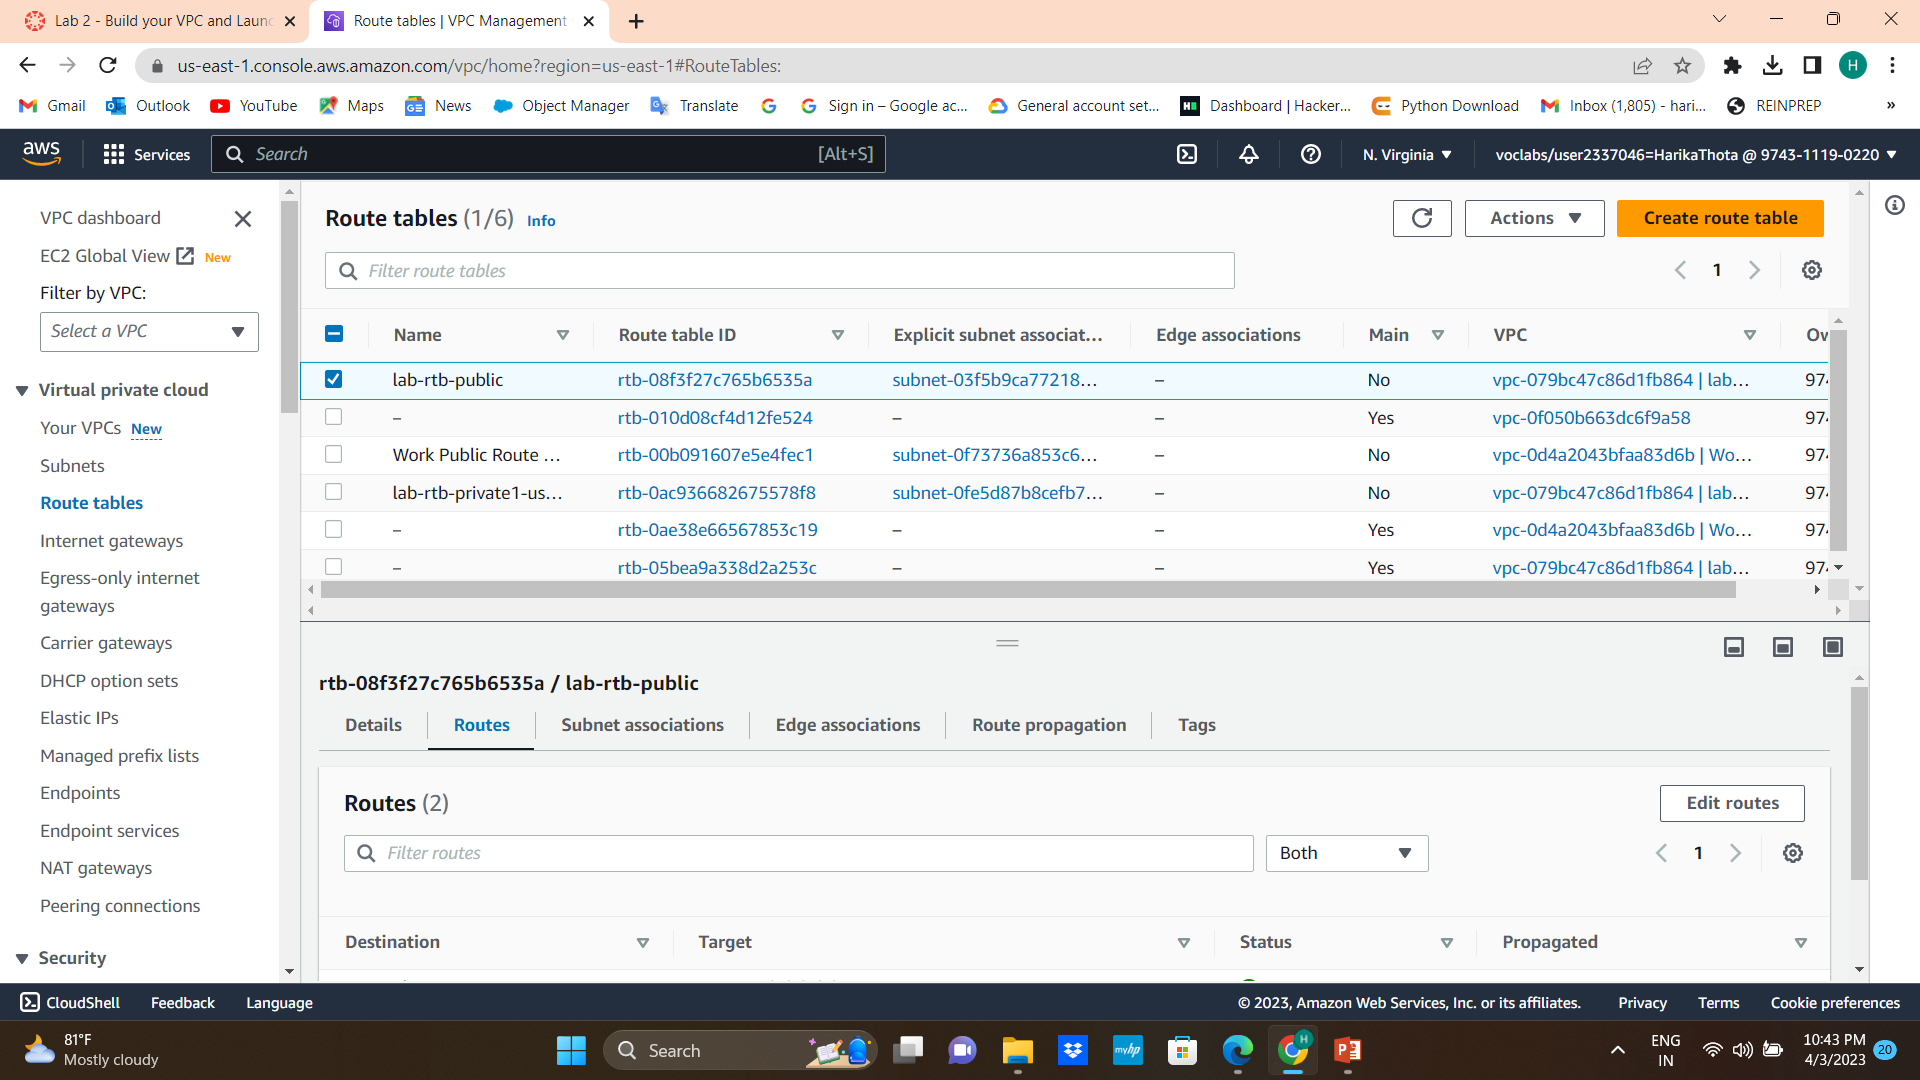 Lab 2 - Build your VPC and Laun
Route tables | VPC Management
us-east-1.console.aws.amazon.com/vpc/home?region=us-east-1#RouteTables:
H
Gmail Outlook YouTube Maps News Object Manager Translate Sign in – Google ac... General account set... Dashboard | Hacker... Python Download Inbox (1,805) - hari... REINPREP »
aws Services Search [Alt+S] N. Virginia voclabs/user2337046=HarikaThota @ 9743-1119-0220
VPC dashboard
EC2 Global View New
Filter by VPC:
Select a VPC
Virtual private cloud
Your VPCs New
Subnets
Route tables
Internet gateways
Egress-only internet
gateways
Carrier gateways
DHCP option sets
Elastic IPs
Managed prefix lists
Endpoints
Endpoint services
NAT gateways
Peering connections
Security
Route tables (1/6) Info
Actions
Create route table
Filter route tables
1
Name Route table ID Explicit subnet associat... Edge associations Main VPC Ov
lab-rtb-public rtb-08f3f27c765b6535a subnet-03f5b9ca77218... – No vpc-079bc47c86d1fb864 | lab... 974
– rtb-010d08cf4d12fe524 – – Yes vpc-0f050b663dc6f9a58 974
Work Public Route ... rtb-00b091607e5e4fec1 subnet-0f73736a853c6... – No vpc-0d4a2043bfaa83d6b | Wo... 974
lab-rtb-private1-us... rtb-0ac936682675578f8 subnet-0fe5d87b8cefb7... – No vpc-079bc47c86d1fb864 | lab... 974
– rtb-0ae38e66567853c19 – – Yes vpc-0d4a2043bfaa83d6b | Wo... 974
– rtb-05bea9a338d2a253c – – Yes vpc-079bc47c86d1fb864 | lab... 974
rtb-08f3f27c765b6535a / lab-rtb-public
Details Routes Subnet associations Edge associations Route propagation Tags
Routes (2)
Edit routes
Filter routes
Both
1
Destination Target Status Propagated
CloudShell Feedback Language © 2023, Amazon Web Services, Inc. or its affiliates. Privacy Terms Cookie preferences
81°F
Mostly cloudy
Search
myhp
H
ENG
IN
10:43 PM
4/3/2023
20